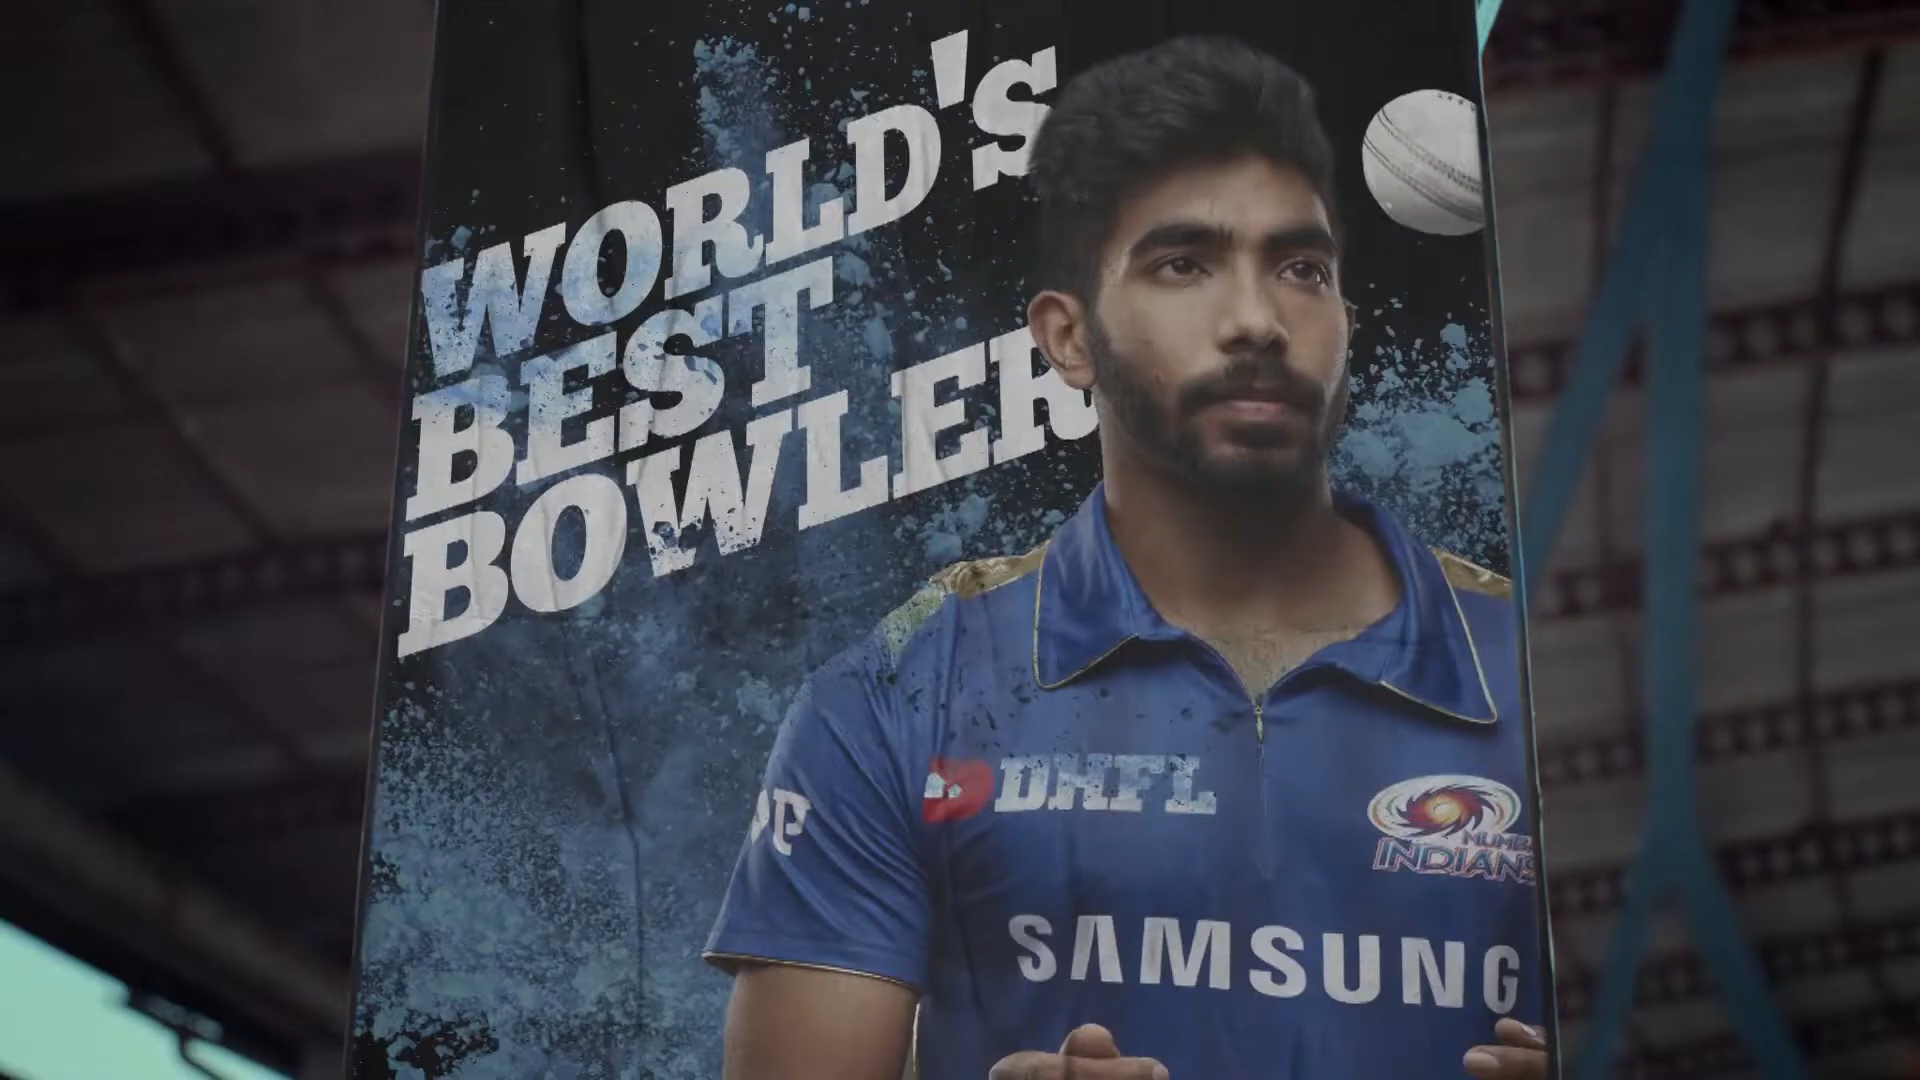 WORLD'S
BEST
BOWLER
DHFL
INDIANS
SAMSUNG